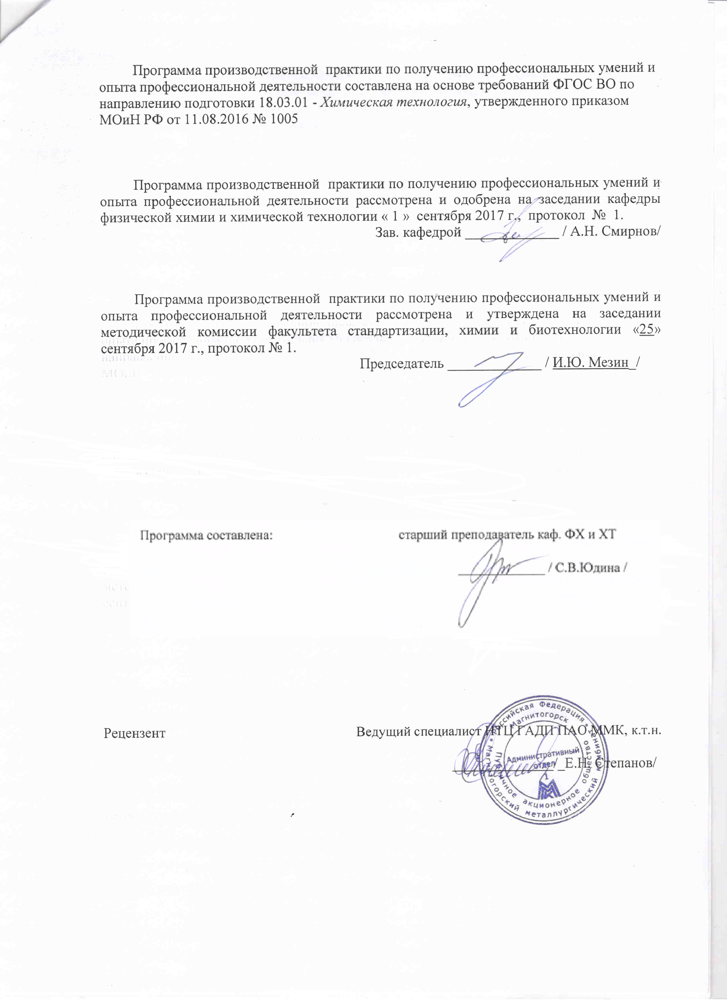 Программа производственной практики по получению профессиональных умений и
опыта профессиональной деятельности составлена на основе требований ФГОС ВО по
направлению подготовки 18.03.01 - Химическая технология, утвержденного приказом
МОиН РФ от 11.08.2016 № 1005
Программа производственной практики по получению профессиональных умений и
опыта профессиональной деятельности рассмотрена и одобрена на заседании кафедры
физической химии и химической технологии « 1 » сентября 2017 г., протокол № 1.
Зав. кафедрой ______________ / А.Н. Смирнов/
Программа производственной практики по получению профессиональных умений и
опыта профессиональной деятельности рассмотрена и утверждена на заседании
методической комиссии факультета стандартизации, химии и биотехнологии «25»
сентября 2017 г., протокол № 1.
Председатель ______________ / И.Ю. Мезин_/
Программа составлена: старший преподаватель каф. ФХ и ХТ
_____________ / С.В.Юдина /
Рецензент Ведущий специалист НТЦ ГАДП ПАО ММК, к.т.н.
_______________/_Е.Н. Степанов/
Российская Федерация * Магнитогорский металлургический комбинат *
Магнитогорск
Публичное акционерное общество
Административный
отдел
1
ММК